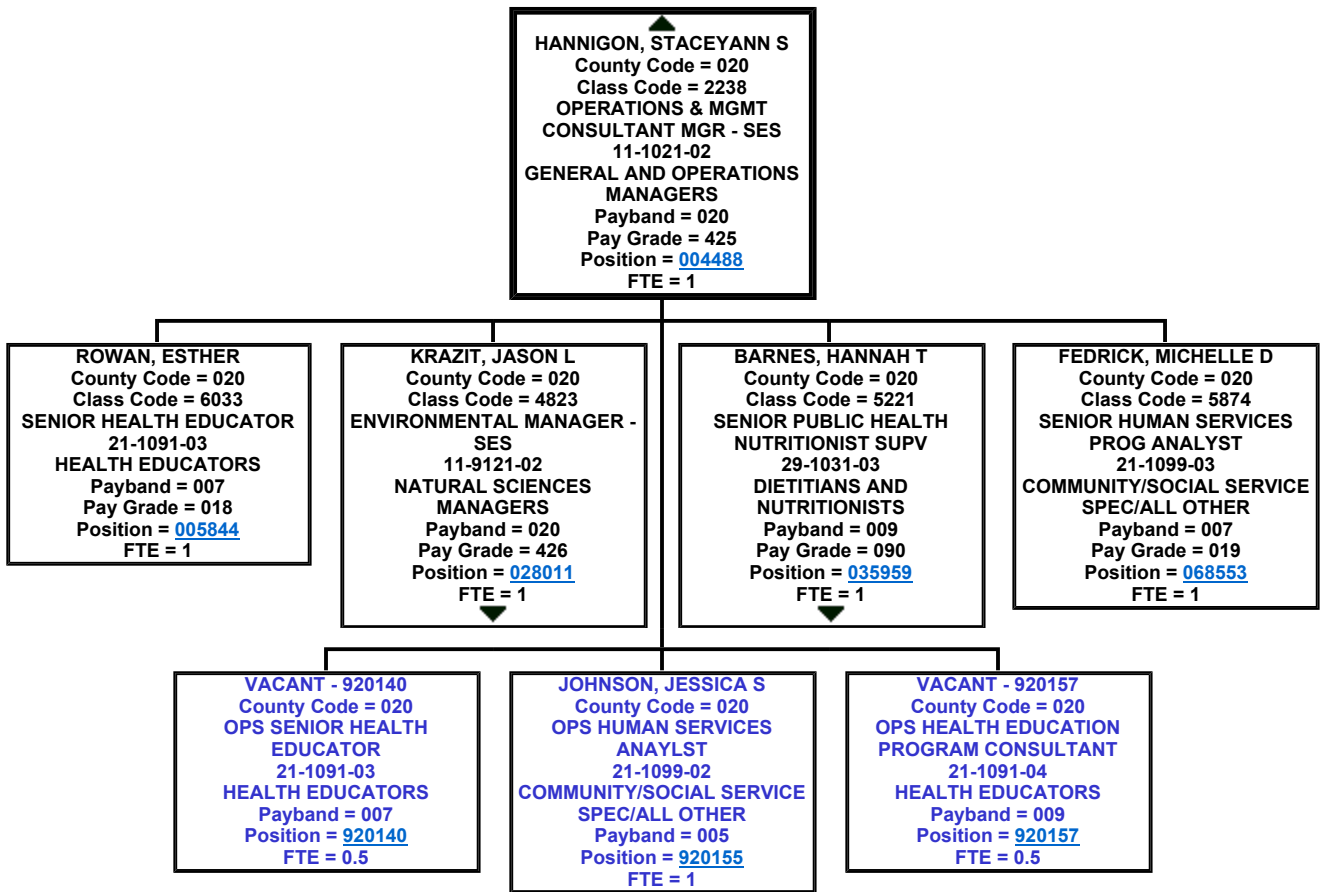 HANNIGON, STACEYANN S
County Code = 020
Class Code = 2238
OPERATIONS & MGMT
CONSULTANT MGR - SES
11-1021-02
GENERAL AND OPERATIONS
MANAGERS
Payband = 020
Pay Grade = 425
Position = 004488
FTE = 1
ROWAN, ESTHER
County Code = 020
Class Code = 6033
SENIOR HEALTH EDUCATOR
21-1091-03
HEALTH EDUCATORS
Payband = 007
Pay Grade = 018
Position = 005844
FTE = 1
KRAZIT, JASON L
County Code = 020
Class Code = 4823
ENVIRONMENTAL MANAGER -
SES
11-9121-02
NATURAL SCIENCES
MANAGERS
Payband = 020
Pay Grade = 426
Position = 028011
FTE = 1
BARNES, HANNAH T
County Code = 020
Class Code = 5221
SENIOR PUBLIC HEALTH
NUTRITIONIST SUPV
29-1031-03
DIETITIANS AND
NUTRITIONISTS
Payband = 009
Pay Grade = 090
Position = 035959
FTE = 1
FEDRICK, MICHELLE D
County Code = 020
Class Code = 5874
SENIOR HUMAN SERVICES
PROG ANALYST
21-1099-03
COMMUNITY/SOCIAL SERVICE
SPEC/ALL OTHER
Payband = 007
Pay Grade = 019
Position = 068553
FTE = 1
VACANT - 920140
County Code = 020
OPS SENIOR HEALTH
EDUCATOR
21-1091-03
HEALTH EDUCATORS
Payband = 007
Position = 920140
FTE = 0.5
JOHNSON, JESSICA S
County Code = 020
OPS HUMAN SERVICES
ANAYLST
21-1099-02
COMMUNITY/SOCIAL SERVICE
SPEC/ALL OTHER
Payband = 005
Position = 920155
FTE = 1
VACANT - 920157
County Code = 020
OPS HEALTH EDUCATION
PROGRAM CONSULTANT
21-1091-04
HEALTH EDUCATORS
Payband = 009
Position = 920157
FTE = 0.5